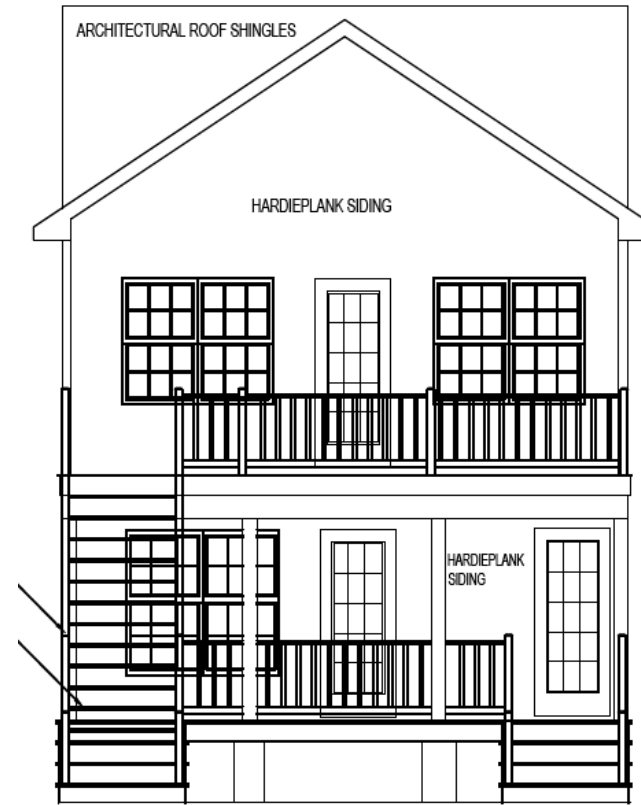 ARCHITECTURAL ROOF SHINGLES
HARDIEPLANK SIDING
HARDIEPLANK
SIDING